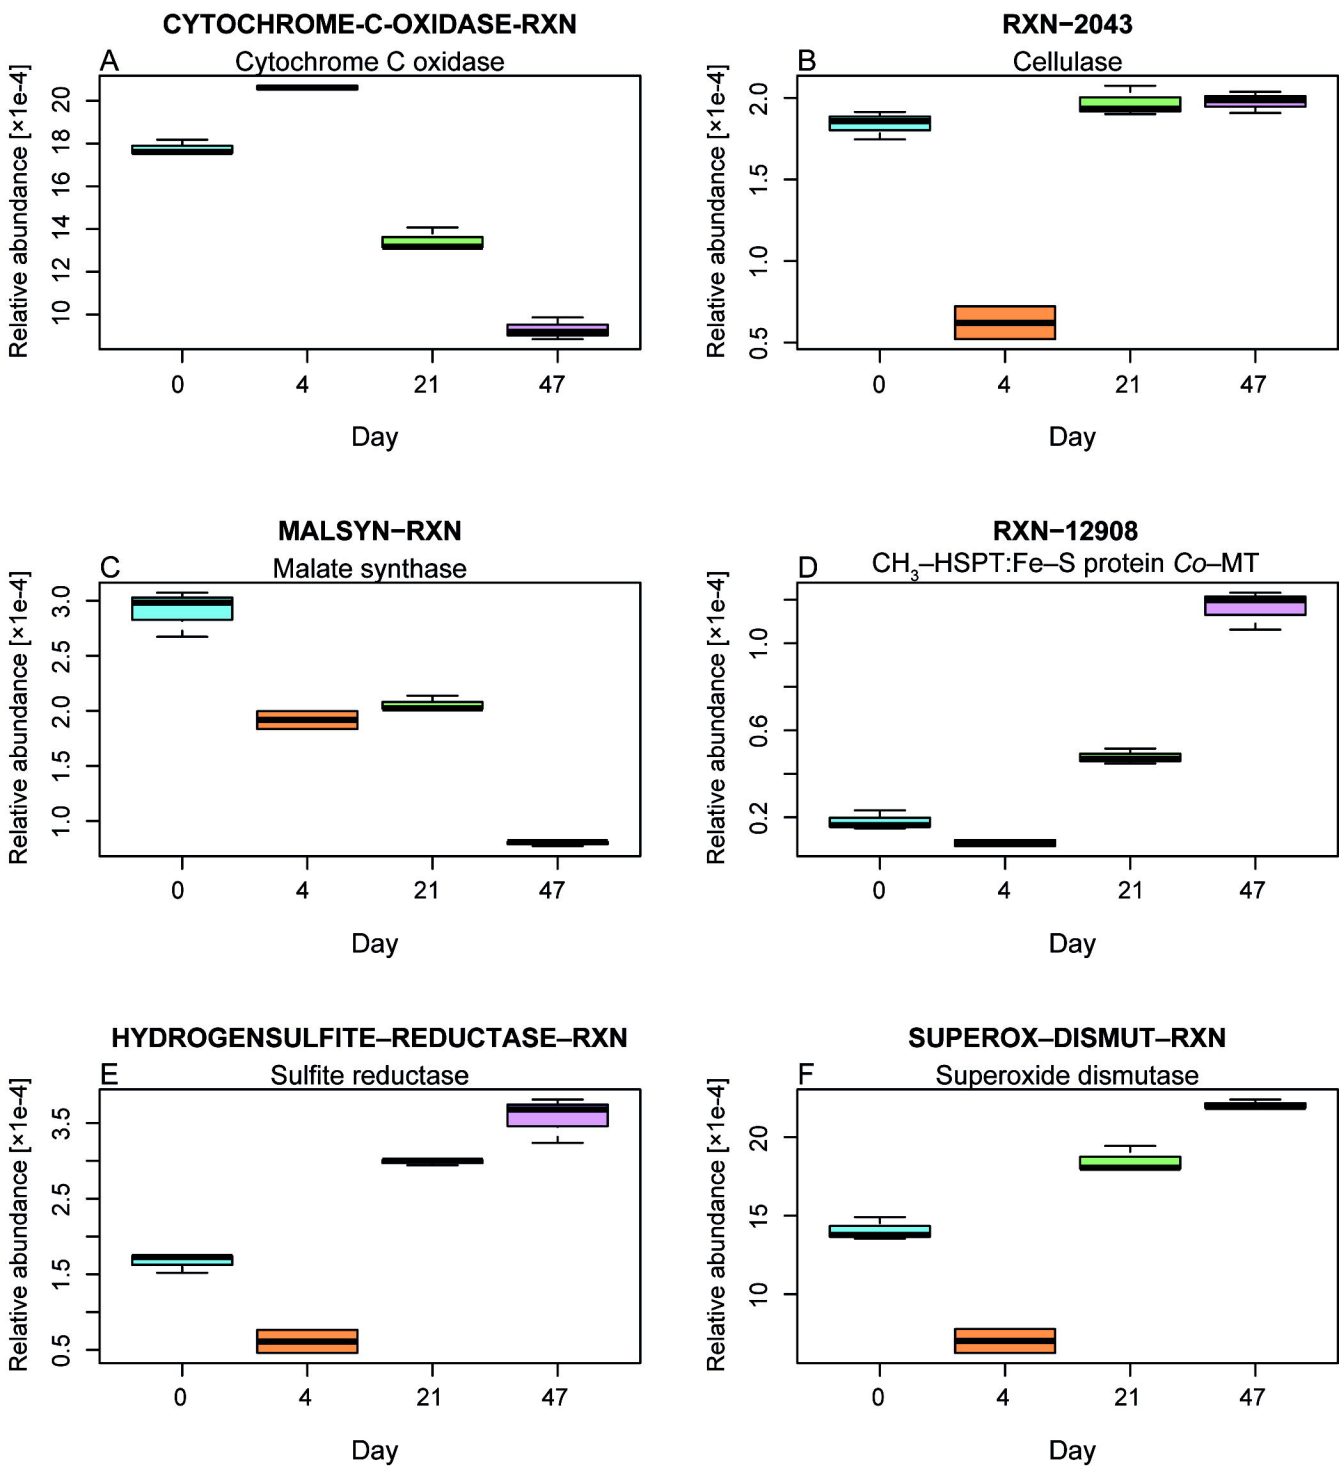 CYTOCHROME-C-OXIDASE-RXN
A
Cytochrome C oxidase
Relative abundance [×1e-4]
20
18
16
14
12
10
0 4 21 47
Day
RXN−2043
B
Cellulase
Relative abundance [×1e-4]
2.0
1.5
1.0
0.5
0 4 21 47
Day
MALSYN−RXN
C
Malate synthase
Relative abundance [×1e-4]
3.0
2.5
2.0
1.5
1.0
0 4 21 47
Day
RXN−12908
D
CH₃–HSPT:Fe–S protein Co–MT
Relative abundance [×1e-4]
1.0
0.6
0.2
0 4 21 47
Day
HYDROGENSULFITE–REDUCTASE–RXN
E
Sulfite reductase
Relative abundance [×1e-4]
3.5
2.5
1.5
0.5
0 4 21 47
Day
SUPEROX–DISMUT–RXN
F
Superoxide dismutase
Relative abundance [×1e-4]
20
15
10
0 4 21 47
Day